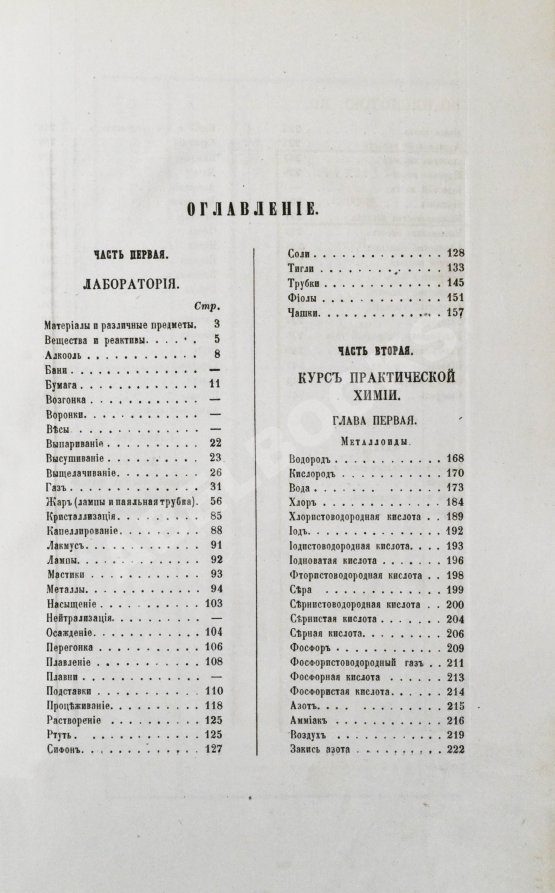 ОГЛАВЛЕНІЕ.
ЧАСТЬ ПЕРВАЯ.
ЛАБОРАТОРІЯ.
Стр.
Матеріалы и различные предметы. 3
Вещества и реактивы. . . . . 5
Алкооль . . . . . . . . . . . 8
Бани . . . . . . . . . . . . —
Бумага . . . . . . . . . . . 11
Возгонка . . . . . . . . . . —
Воронки. . . . . . . . . . . —
Вѣсы . . . . . . . . . . . . —
Выпариваніе . . . . . . . . . 22
Высушиваніе . . . . . . . . . 23
Выщелачиваніе . . . . . . . . 26
Газъ . . . . . . . . . . . . 31
Жаръ (лампы и паяльная трубка) . 56
Кристаллизація . . . . . . . . 85
Капеллированіе . . . . . . . . 88
Лакмусъ . . . . . . . . . . . 91
Лампы. . . . . . . . . . . . 92
Мастики . . . . . . . . . . . 93
Металлы. . . . . . . . . . . 94
Насыщеніе . . . . . . . . . . 103
Нейтрализація. . . . . . . . . —
Осажденіе. . . . . . . . . . 104
Перегонка . . . . . . . . . . 106
Плавленіе . . . . . . . . . . 108
Плавни . . . . . . . . . . . —
Подставки . . . . . . . . . . 110
Процѣживаніе. . . . . . . . . 118
Раствореніе . . . . . . . . . 125
Ртуть . . . . . . . . . . . . 125
Сифонъ. . . . . . . . . . . . 127
Соли . . . . . . . . . . . . 128
Тигли . . . . . . . . . . . . 133
Трубки . . . . . . . . . . . 145
Фіолы . . . . . . . . . . . . 151
Чашки. . . . . . . . . . . . 157
ЧАСТЬ ВТОРАЯ.
КУРСЪ ПРАКТИЧЕСКОЙ
ХИМІИ.
ГЛАВА ПЕРВАЯ.
Металлоиды.
Водородъ . . . . . . . . . . 168
Кислородъ . . . . . . . . . . 170
Вода . . . . . . . . . . . . 173
Хлоръ . . . . . . . . . . . . 184
Хлористоводородная кислота . . 189
Іодъ. . . . . . . . . . . . . 192
Іодистоводородная кислота. . . 193
Іодноватая кислота . . . . . . 196
Фтористоводородная кислота . . 198
Сѣра . . . . . . . . . . . . 199
Сѣрнистоводородная кислота . . 200
Сѣрнистая кислота . . . . . . 204
Сѣрная кислота. . . . . . . . 206
Фосфоръ . . . . . . . . . . . 209
Фосфористоводородный газъ . . 211
Фосфорная кислота . . . . . . 213
Фосфористая кислота. . . . . . 214
Азотъ. . . . . . . . . . . . 215
Амміакъ . . . . . . . . . . . 216
Воздухъ . . . . . . . . . . . 219
Закись азота . . . . . . . . . 222